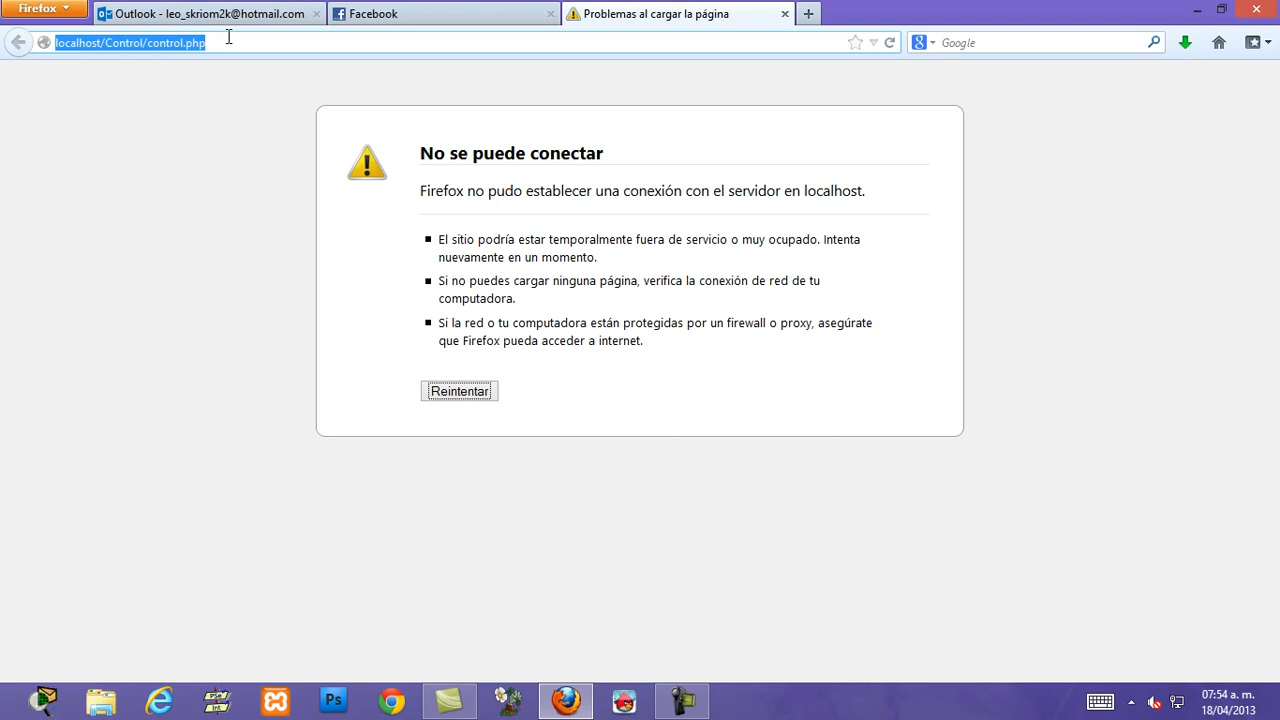 Firefox
Outlook - leo_skriom2k@hotmail.com
Facebook
Problemas al cargar la página
localhost/Control/control.php
Google
No se puede conectar
Firefox no pudo establecer una conexión con el servidor en localhost.
El sitio podría estar temporalmente fuera de servicio o muy ocupado. Intenta
nuevamente en un momento.
Si no puedes cargar ninguna página, verifica la conexión de red de tu
computadora.
Si la red o tu computadora están protegidas por un firewall o proxy, asegúrate
que Firefox pueda acceder a internet.
Reintentar
Ps
07:54 a. m.
18/04/2013